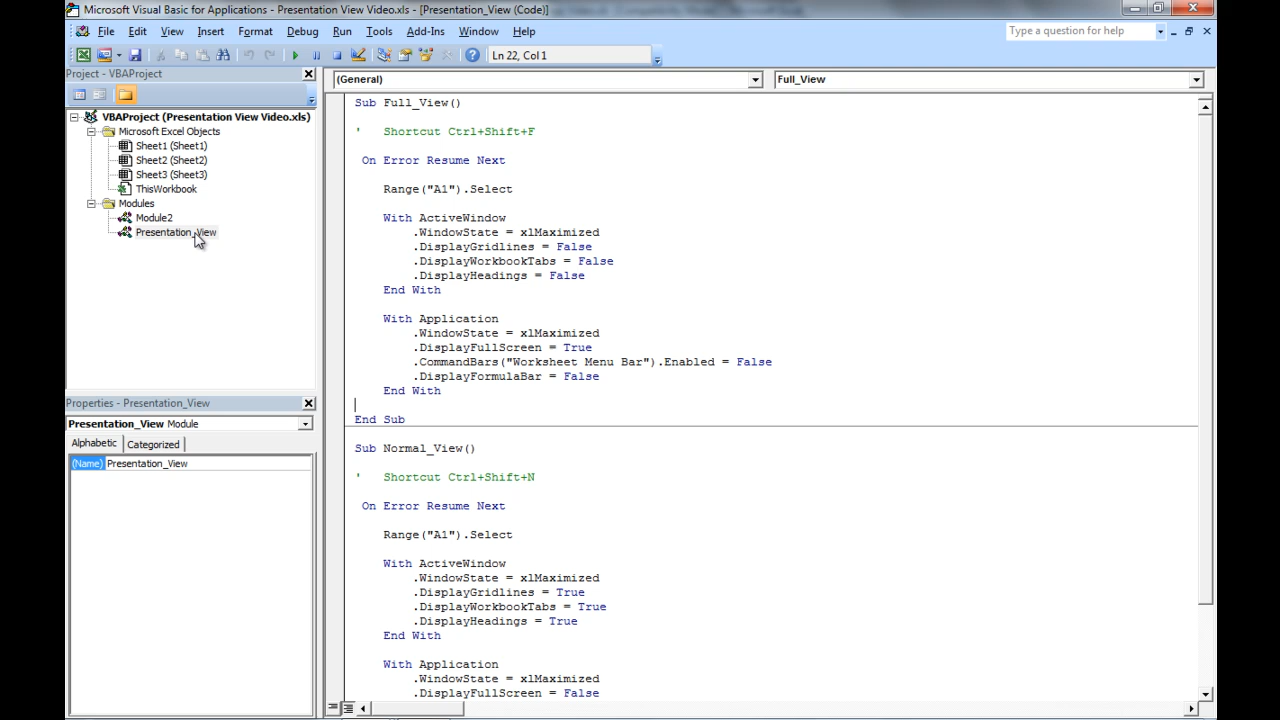 Microsoft Visual Basic for Applications - Presentation View Video.xls - [Presentation_View (Code)]
File Edit View Insert Format Debug Run Tools Add-Ins Window Help
Type a question for help
Ln 22, Col 1
Project - VBAProject
(General)
Full_View
VBAProject (Presentation View Video.xls)
Microsoft Excel Objects
Sheet1 (Sheet1)
Sheet2 (Sheet2)
Sheet3 (Sheet3)
ThisWorkbook
Modules
Module2
Presentation_View
Properties - Presentation_View
Presentation_View Module
Alphabetic Categorized
(Name) Presentation_View
Sub Full_View()
' Shortcut Ctrl+Shift+F
On Error Resume Next
Range("A1").Select
With ActiveWindow
.WindowState = xlMaximized
.DisplayGridlines = False
.DisplayWorkbookTabs = False
.DisplayHeadings = False
End With
With Application
.WindowState = xlMaximized
.DisplayFullScreen = True
.CommandBars("Worksheet Menu Bar").Enabled = False
.DisplayFormulaBar = False
End With
End Sub
Sub Normal_View()
' Shortcut Ctrl+Shift+N
On Error Resume Next
Range("A1").Select
With ActiveWindow
.WindowState = xlMaximized
.DisplayGridlines = True
.DisplayWorkbookTabs = True
.DisplayHeadings = True
End With
With Application
.WindowState = xlMaximized
.DisplayFullScreen = False